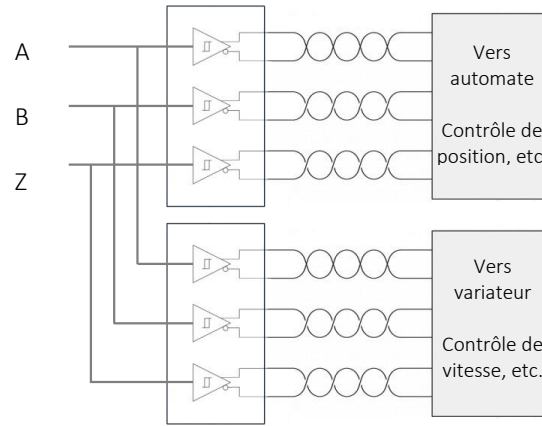 A
B
Z
Vers
automate
Contrôle de
position, etc
Vers
variateur
Contrôle de
vitesse, etc.